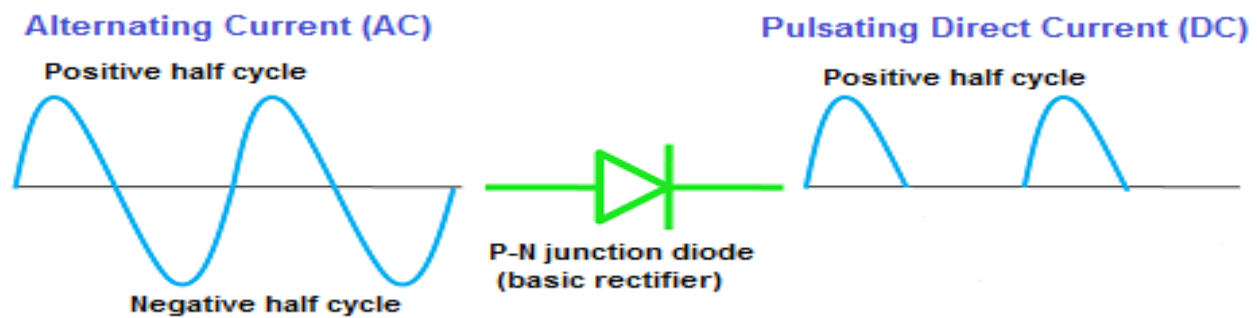 Alternating Current (AC)
Pulsating Direct Current (DC)
Positive half cycle
Positive half cycle
P-N junction diode
(basic rectifier)
Negative half cycle